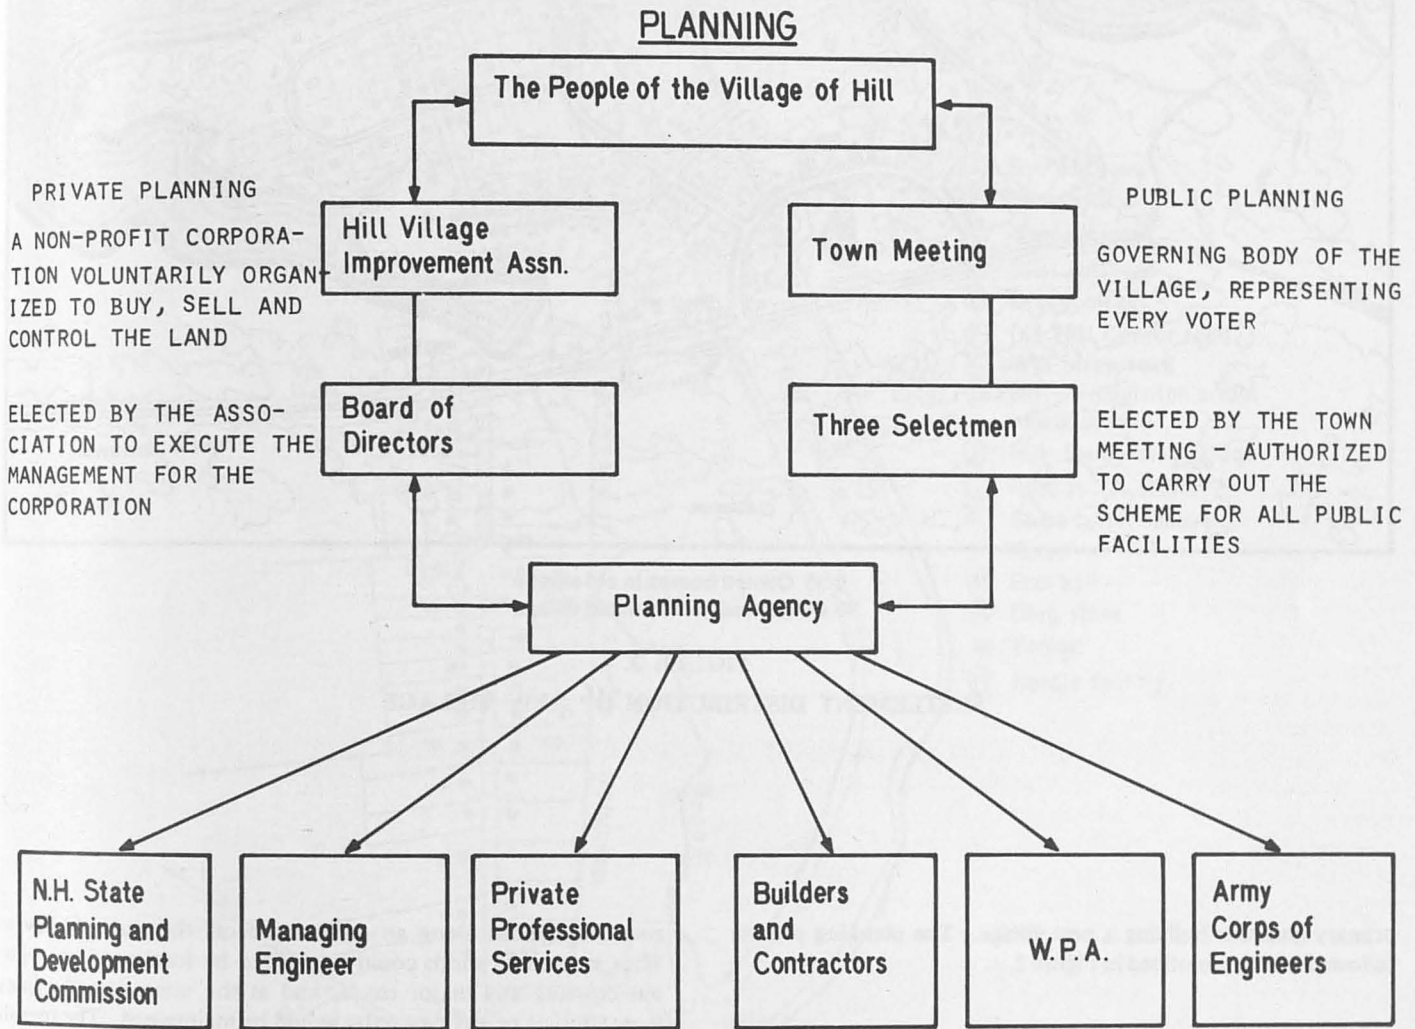 PLANNING
The People of the Village of Hill
PRIVATE PLANNING
A NON-PROFIT CORPORA-
TION VOLUNTARILY ORGAN-
IZED TO BUY, SELL AND
CONTROL THE LAND
Hill Village
Improvement Assn.
Town Meeting
PUBLIC PLANNING
GOVERNING BODY OF THE
VILLAGE, REPRESENTING
EVERY VOTER
ELECTED BY THE ASSO-
CIATION TO EXECUTE THE
MANAGEMENT FOR THE
CORPORATION
Board of
Directors
Three Selectmen
ELECTED BY THE TOWN
MEETING - AUTHORIZED
TO CARRY OUT THE
SCHEME FOR ALL PUBLIC
FACILITIES
Planning Agency
N.H. State
Planning and
Development
Commission
Managing
Engineer
Private
Professional
Services
Builders
and
Contractors
W.P.A.
Army
Corps of
Engineers